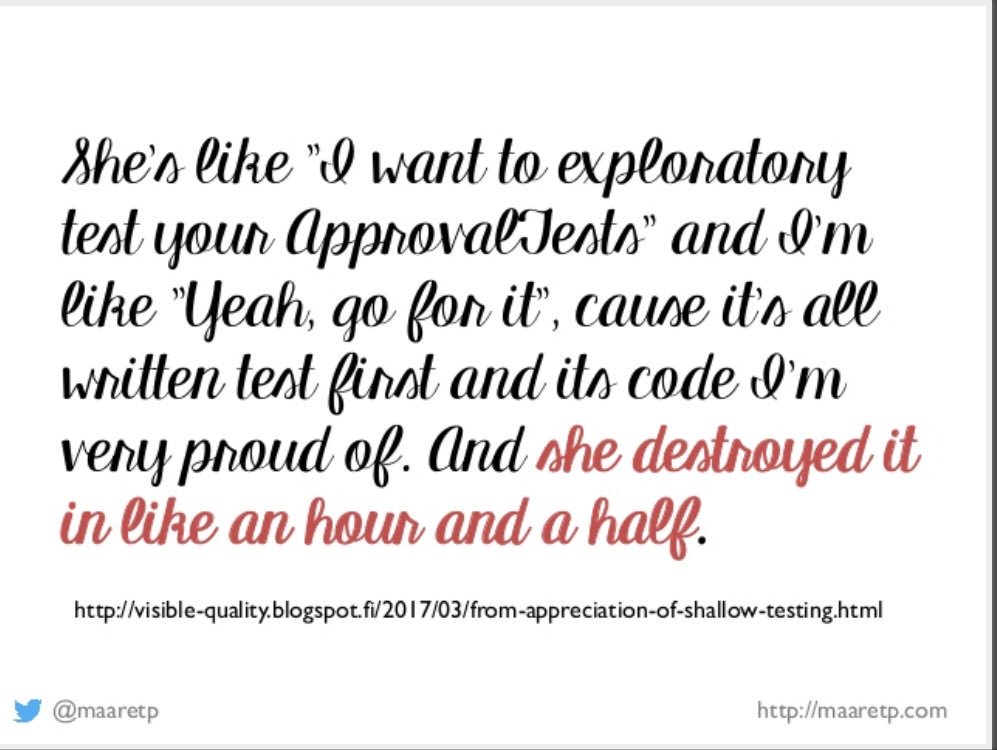 She's like "I want to exploratory
test your ApprovalTests" and I'm
like "Yeah, go for it", cause it's all
written test first and its code I'm
very proud of. And she destroyed it
in like an hour and a half.
http://visible-quality.blogspot.fi/2017/03/from-appreciation-of-shallow-testing.html
@maaretp
http://maaretp.com